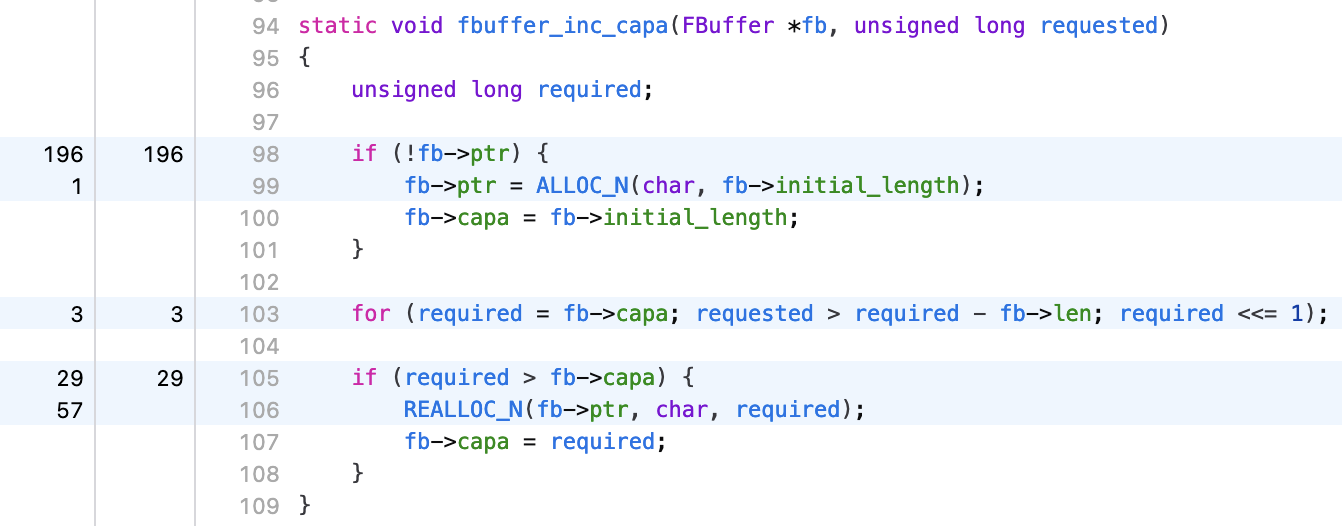 94 static void fbuffer_inc_capa(FBuffer *fb, unsigned long requested)
95 {
96     unsigned long required;
97
196 196 98     if (!fb->ptr) {
1 99         fb->ptr = ALLOC_N(char, fb->initial_length);
100         fb->capa = fb->initial_length;
101     }
102
3 3 103     for (required = fb->capa; requested > required - fb->len; required <<= 1);
104
29 29 105     if (required > fb->capa) {
57 106         REALLOC_N(fb->ptr, char, required);
107         fb->capa = required;
108     }
109 }